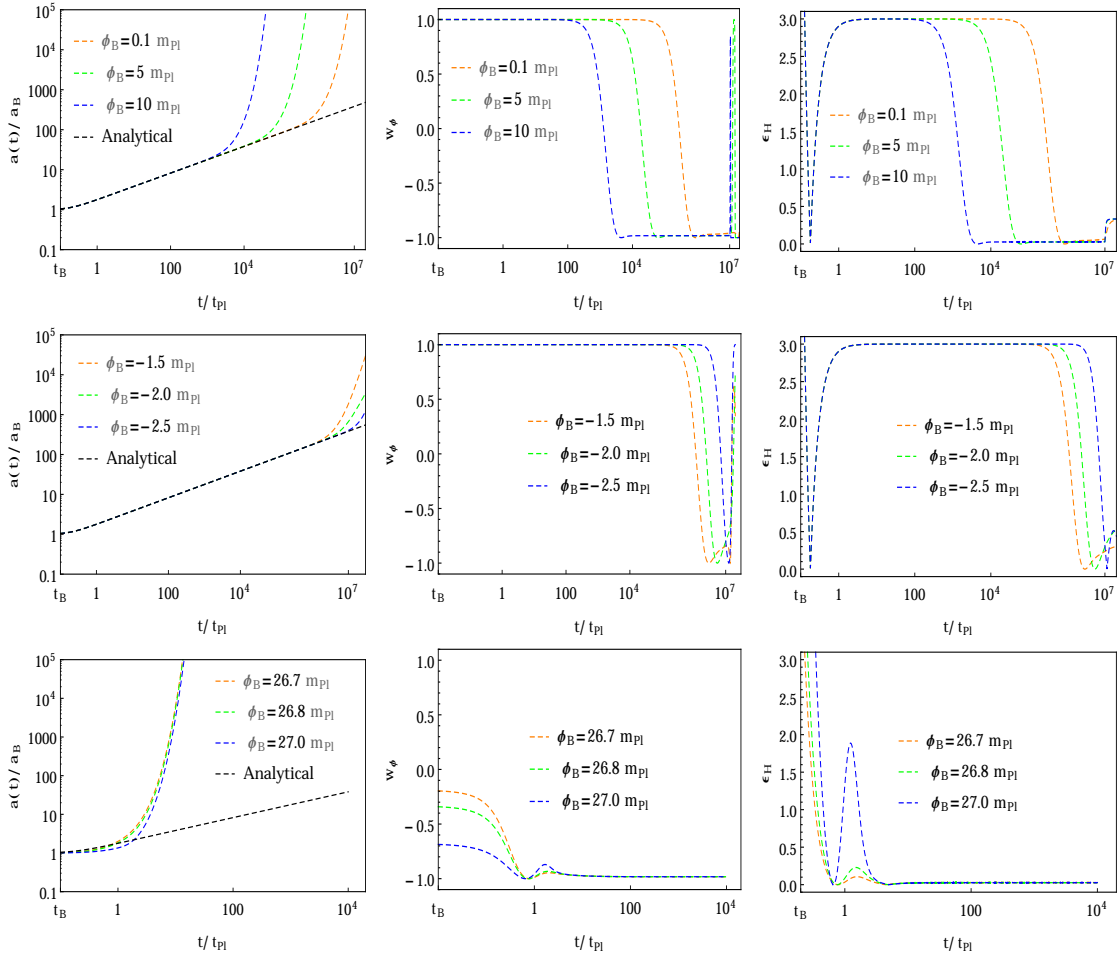 a(t)/a_B
10^5
10^4
1000
100
10
1
0.1
t_B 1 100 10^4 10^7
t/t_Pl
ϕ_B=0.1 m_Pl
ϕ_B=5 m_Pl
ϕ_B=10 m_Pl
Analytical
w_ϕ
1.0
0.5
0.0
−0.5
−1.0
t_B 1 100 10^4 10^7
t/t_Pl
ϕ_B=0.1 m_Pl
ϕ_B=5 m_Pl
ϕ_B=10 m_Pl
ϵ_H
3.0
2.5
2.0
1.5
1.0
0.5
0.0
t_B 1 100 10^4 10^7
t/t_Pl
ϕ_B=0.1 m_Pl
ϕ_B=5 m_Pl
ϕ_B=10 m_Pl
a(t)/a_B
10^5
10^4
1000
100
10
1
0.1
t_B 1 100 10^4 10^7
t/t_Pl
ϕ_B=−1.5 m_Pl
ϕ_B=−2.0 m_Pl
ϕ_B=−2.5 m_Pl
Analytical
w_ϕ
1.0
0.5
0.0
−0.5
−1.0
t_B 1 100 10^4 10^7
t/t_Pl
ϕ_B=−1.5 m_Pl
ϕ_B=−2.0 m_Pl
ϕ_B=−2.5 m_Pl
ϵ_H
3.0
2.5
2.0
1.5
1.0
0.5
0.0
t_B 1 100 10^4 10^7
t/t_Pl
ϕ_B=−1.5 m_Pl
ϕ_B=−2.0 m_Pl
ϕ_B=−2.5 m_Pl
a(t)/a_B
10^5
10^4
1000
100
10
1
0.1
t_B 1 100 10^4
t/t_Pl
ϕ_B=26.7 m_Pl
ϕ_B=26.8 m_Pl
ϕ_B=27.0 m_Pl
Analytical
w_ϕ
1.0
0.5
0.0
−0.5
−1.0
t_B 1 100 10^4
t/t_Pl
ϕ_B=26.7 m_Pl
ϕ_B=26.8 m_Pl
ϕ_B=27.0 m_Pl
ϵ_H
3.0
2.5
2.0
1.5
1.0
0.5
0.0
t_B 1 100 10^4
t/t_Pl
ϕ_B=26.7 m_Pl
ϕ_B=26.8 m_Pl
ϕ_B=27.0 m_Pl